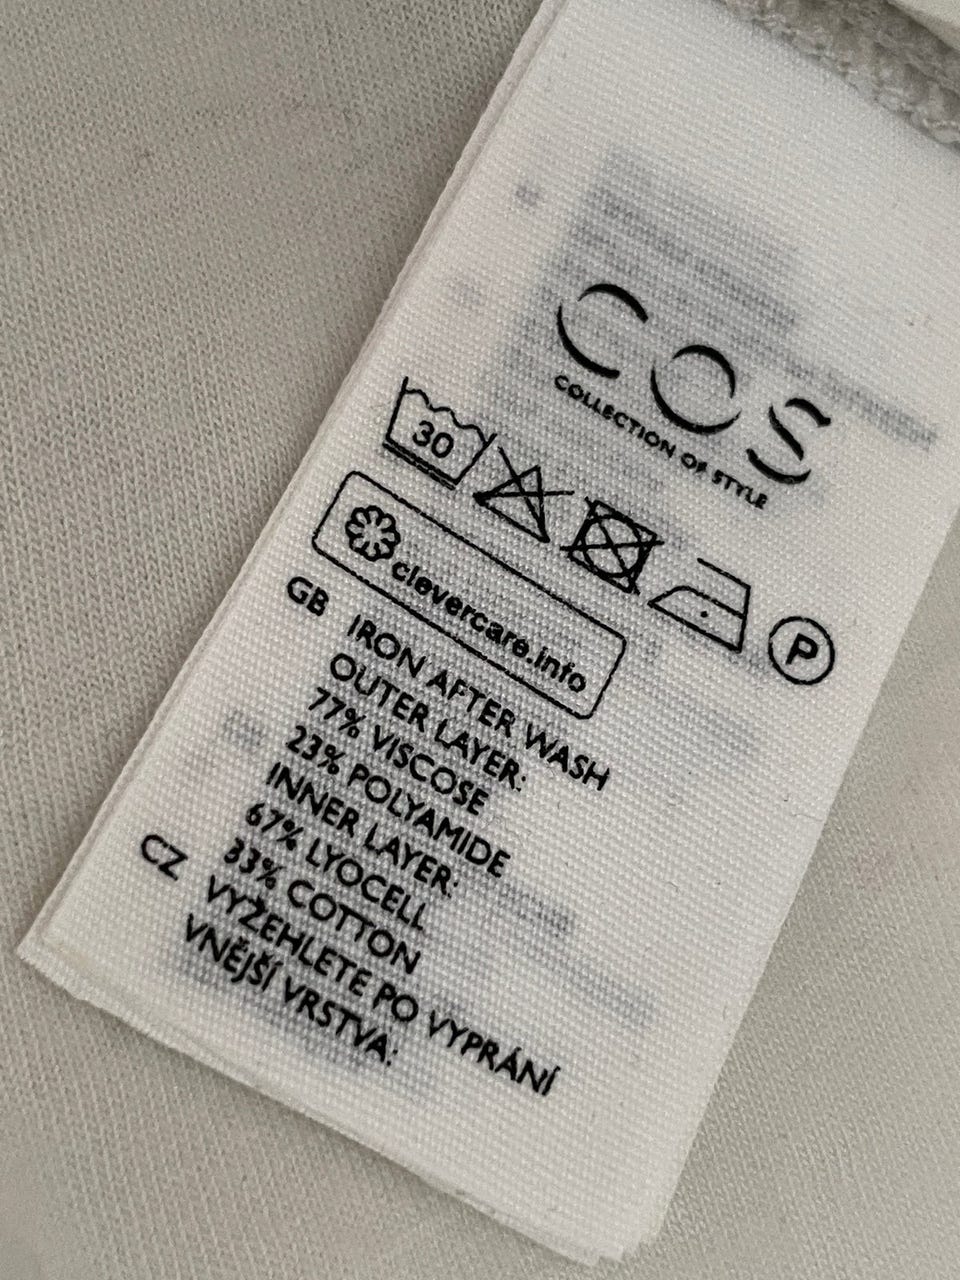 COS
COLLECTION OF STYLE
30
P
clevercare.info
GB IRON AFTER WASH
OUTER LAYER:
77% VISCOSE
23% POLYAMIDE
INNER LAYER:
67% LYOCELL
33% COTTON
CZ VYŽEHLETE PO VYPRÁNÍ
VNĚJŠÍ VRSTVA: